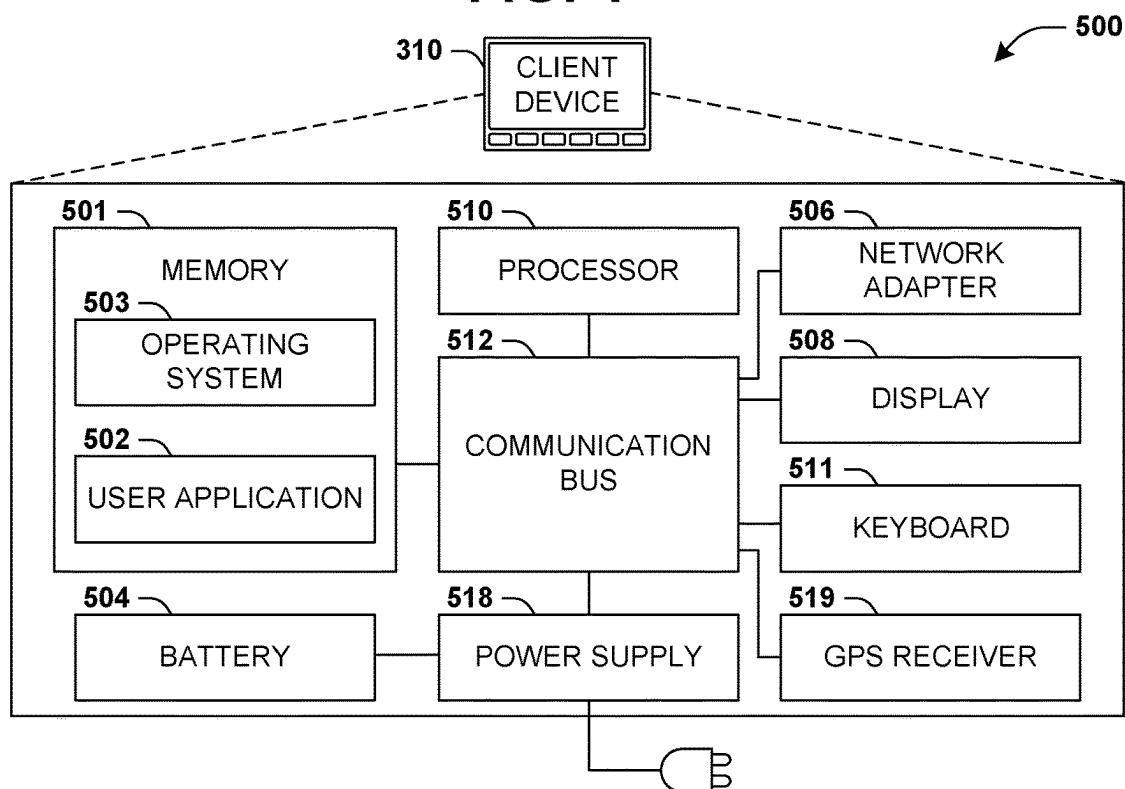 500
310
CLIENT
DEVICE
501
MEMORY
503
OPERATING
SYSTEM
502
USER APPLICATION
510
PROCESSOR
512
COMMUNICATION
BUS
506
NETWORK
ADAPTER
508
DISPLAY
511
KEYBOARD
504
BATTERY
518
POWER SUPPLY
519
GPS RECEIVER